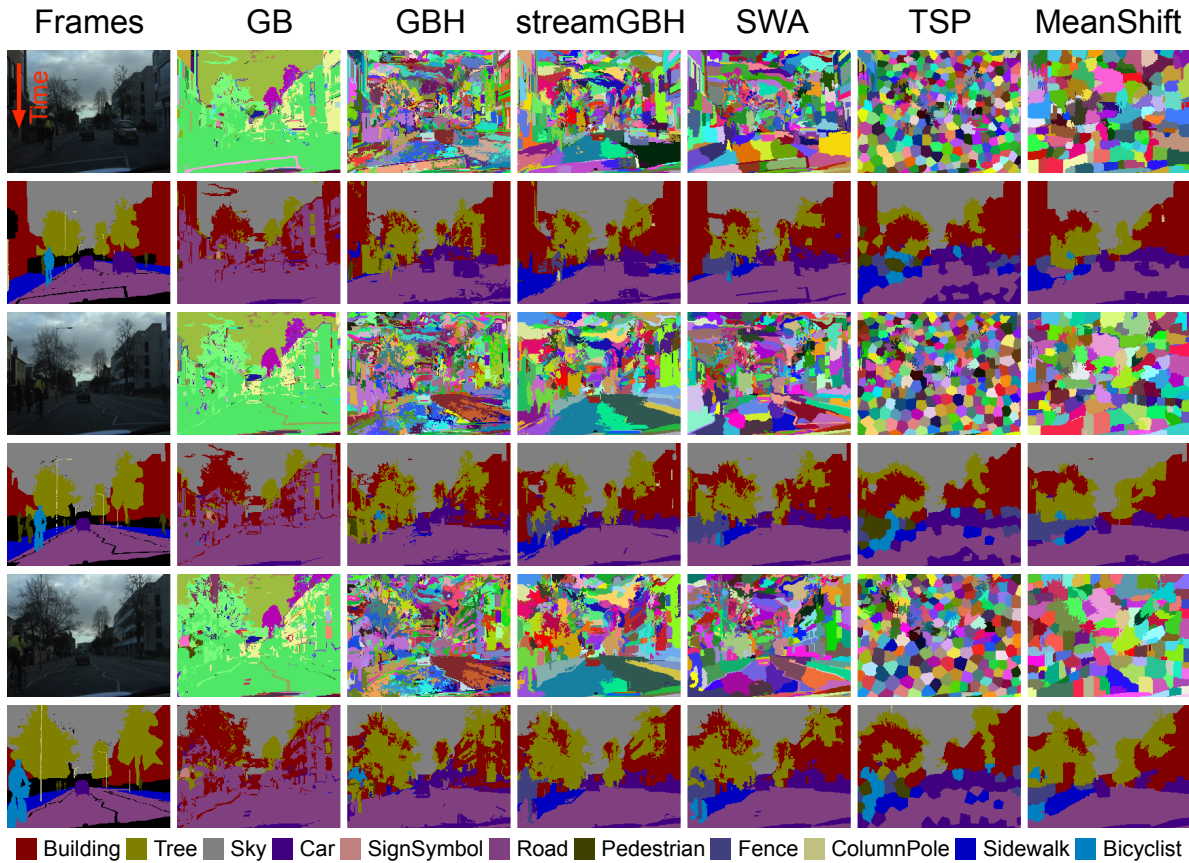 Frames GB GBH streamGBH SWA TSP MeanShift
Time
Building Tree Sky Car SignSymbol Road Pedestrian Fence ColumnPole Sidewalk Bicyclist